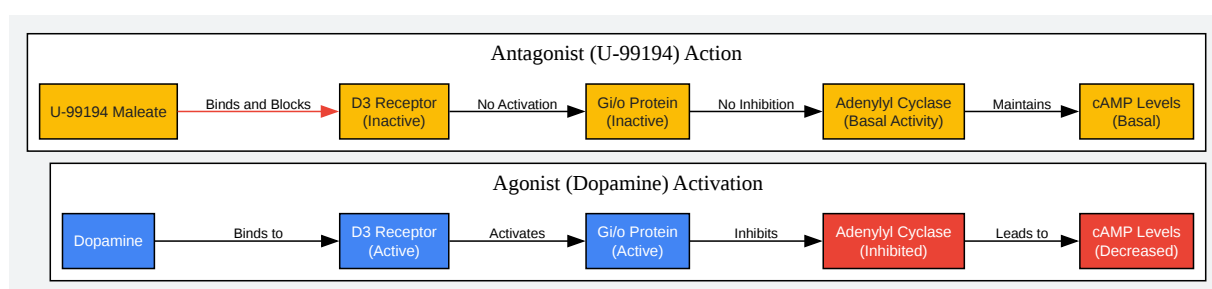 Antagonist (U-99194) Action
U-99194 Maleate
Binds and Blocks
D3 Receptor
(Inactive)
No Activation
Gi/o Protein
(Inactive)
No Inhibition
Adenylyl Cyclase
(Basal Activity)
Maintains
cAMP Levels
(Basal)
Agonist (Dopamine) Activation
Dopamine
Binds to
D3 Receptor
(Active)
Activates
Gi/o Protein
(Active)
Inhibits
Adenylyl Cyclase
(Inhibited)
Leads to
cAMP Levels
(Decreased)